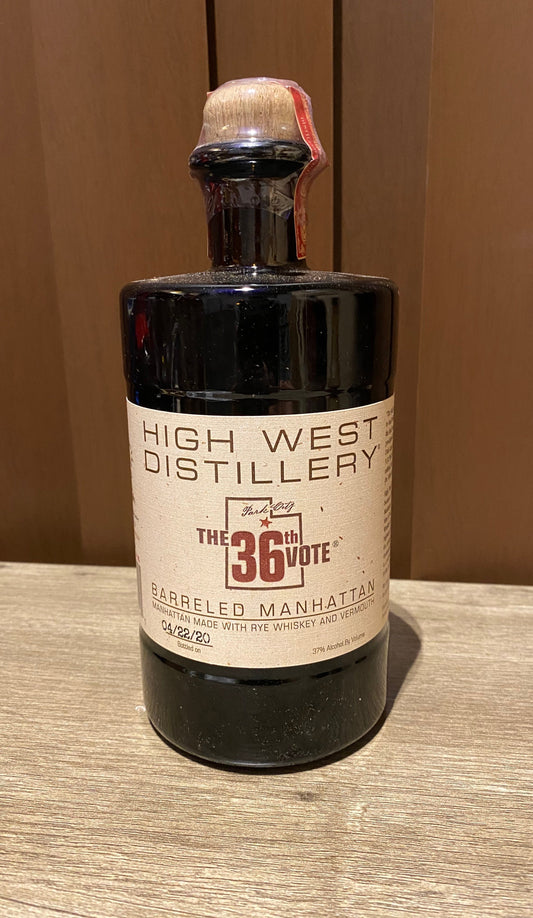 HIGH WEST
DISTILLERY®
Park City
THE 36th VOTE®
BARRELED MANHATTAN
MANHATTAN MADE WITH RYE WHISKEY AND VERMOUTH
04/22/20
Bottled on
37% Alcohol By Volume